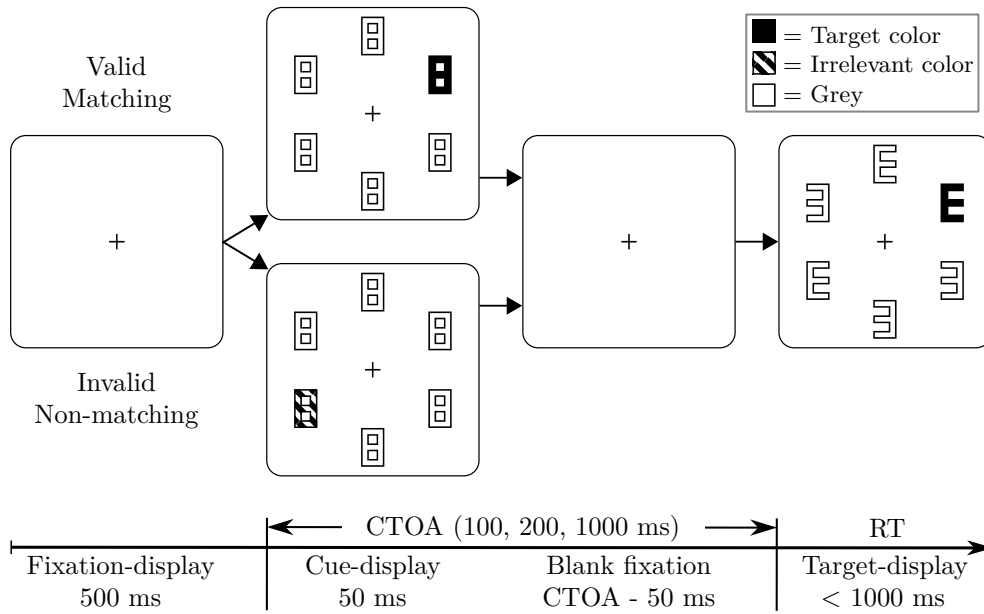 Valid
Matching
= Target color
= Irrelevant color
= Grey
Invalid
Non-matching
CTOA (100, 200, 1000 ms)
RT
Fixation-display
500 ms
Cue-display
50 ms
Blank fixation
CTOA - 50 ms
Target-display
< 1000 ms